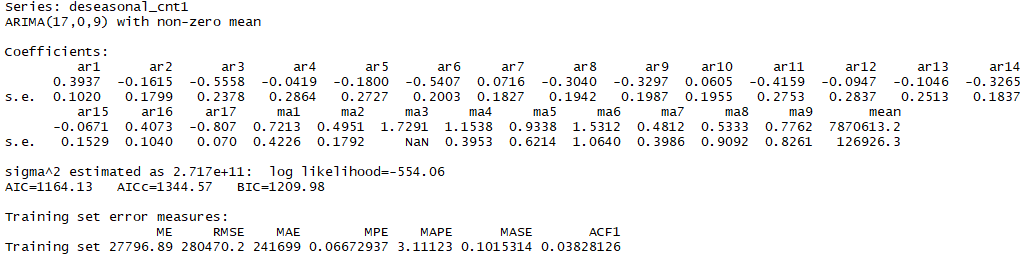 Series: deseasonal_cnt1
ARIMA(17,0,9) with non-zero mean
Coefficients:
ar1 ar2 ar3 ar4 ar5 ar6 ar7 ar8 ar9 ar10 ar11 ar12 ar13 ar14
0.3937 -0.1615 -0.5558 -0.0419 -0.1800 -0.5407 0.0716 -0.3040 -0.3297 0.0605 -0.4159 -0.0947 -0.1046 -0.3265
s.e. 0.1020 0.1799 0.2378 0.2864 0.2727 0.2003 0.1827 0.1942 0.1987 0.1955 0.2753 0.2837 0.2513 0.1837
ar15 ar16 ar17 ma1 ma2 ma3 ma4 ma5 ma6 ma7 ma8 ma9 mean
-0.0671 0.4073 -0.807 0.7213 0.4951 1.7291 1.1538 0.9338 1.5312 0.4812 0.5333 0.7762 7870613.2
s.e. 0.1529 0.1040 0.070 0.4226 0.1792 NaN 0.3953 0.6214 1.0640 0.3986 0.9092 0.8261 126926.3
sigma^2 estimated as 2.717e+11: log likelihood=-554.06
AIC=1164.13 AICc=1344.57 BIC=1209.98
Training set error measures:
ME RMSE MAE MPE MAPE MASE ACF1
Training set 27796.89 280470.2 241699 0.06672937 3.11123 0.1015314 0.03828126